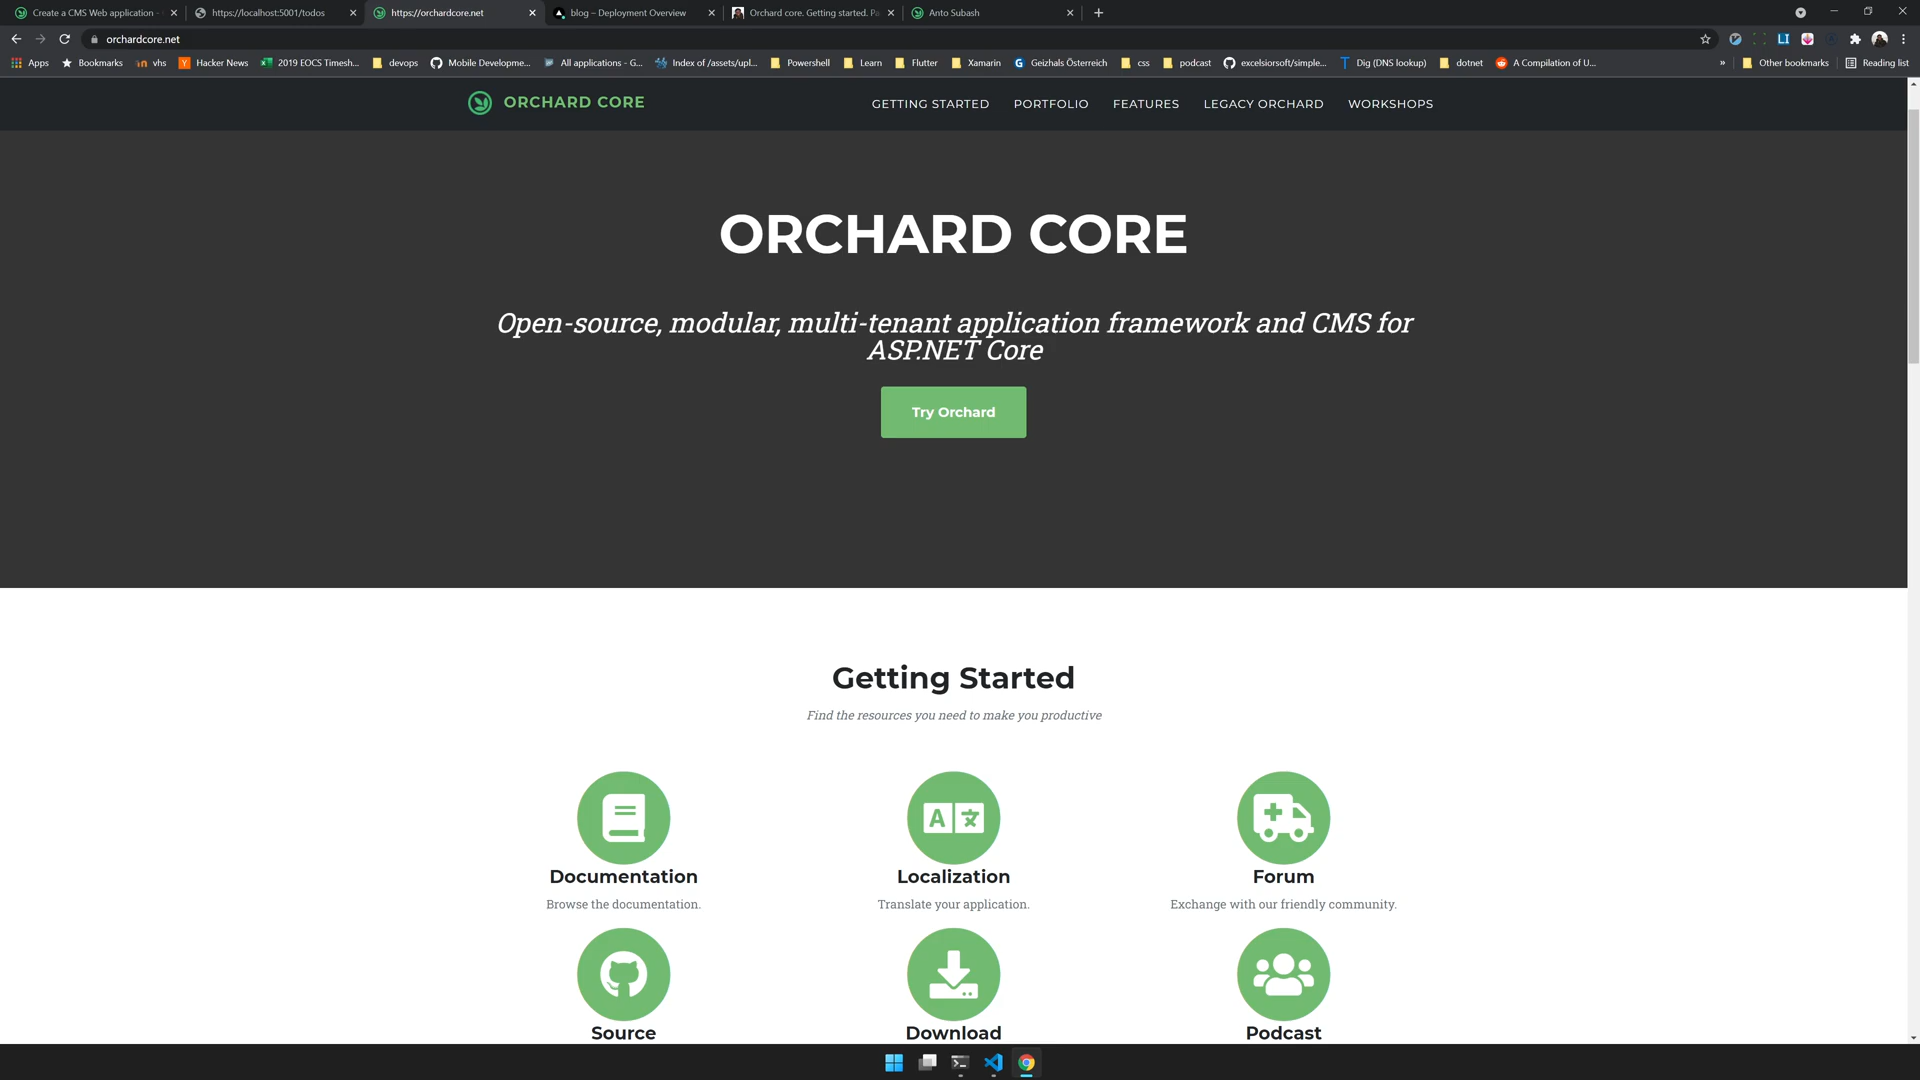 Create a CMS Web application -
https://localhost:5001/todos
https://orchardcore.net
blog – Deployment Overview
Orchard core. Getting started. Pa
Anto Subash
orchardcore.net
Apps
Bookmarks
vhs
Hacker News
2019 EOCS Timesh...
devops
Mobile Developme...
All applications - G...
Index of /assets/upl...
Powershell
Learn
Flutter
Xamarin
Geizhals Österreich
css
podcast
excelsiorsoft/simple...
Dig (DNS lookup)
dotnet
A Compilation of U...
»
Other bookmarks
Reading list
ORCHARD CORE
GETTING STARTED
PORTFOLIO
FEATURES
LEGACY ORCHARD
WORKSHOPS
ORCHARD CORE
Open-source, modular, multi-tenant application framework and CMS for
ASP.NET Core
Try Orchard
Getting Started
Find the resources you need to make you productive
Documentation
Browse the documentation.
Localization
Translate your application.
Forum
Exchange with our friendly community.
Source
Download
Podcast